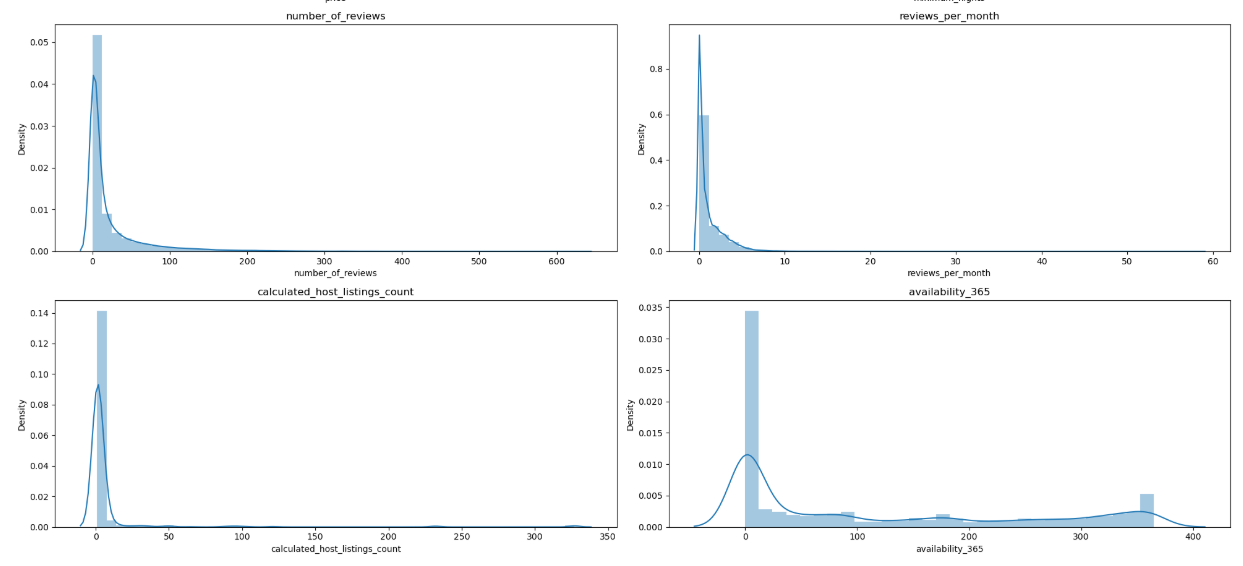 price
minimum_nights
number_of_reviews
0.05
0.04
0.03
0.02
0.01
0.00
Density
0 100 200 300 400 500 600
number_of_reviews
reviews_per_month
0.8
0.6
0.4
0.2
0.0
Density
0 10 20 30 40 50 60
reviews_per_month
calculated_host_listings_count
0.14
0.12
0.10
0.08
0.06
0.04
0.02
0.00
Density
0 50 100 150 200 250 300 350
calculated_host_listings_count
availability_365
0.035
0.030
0.025
0.020
0.015
0.010
0.005
0.000
Density
0 100 200 300 400
availability_365